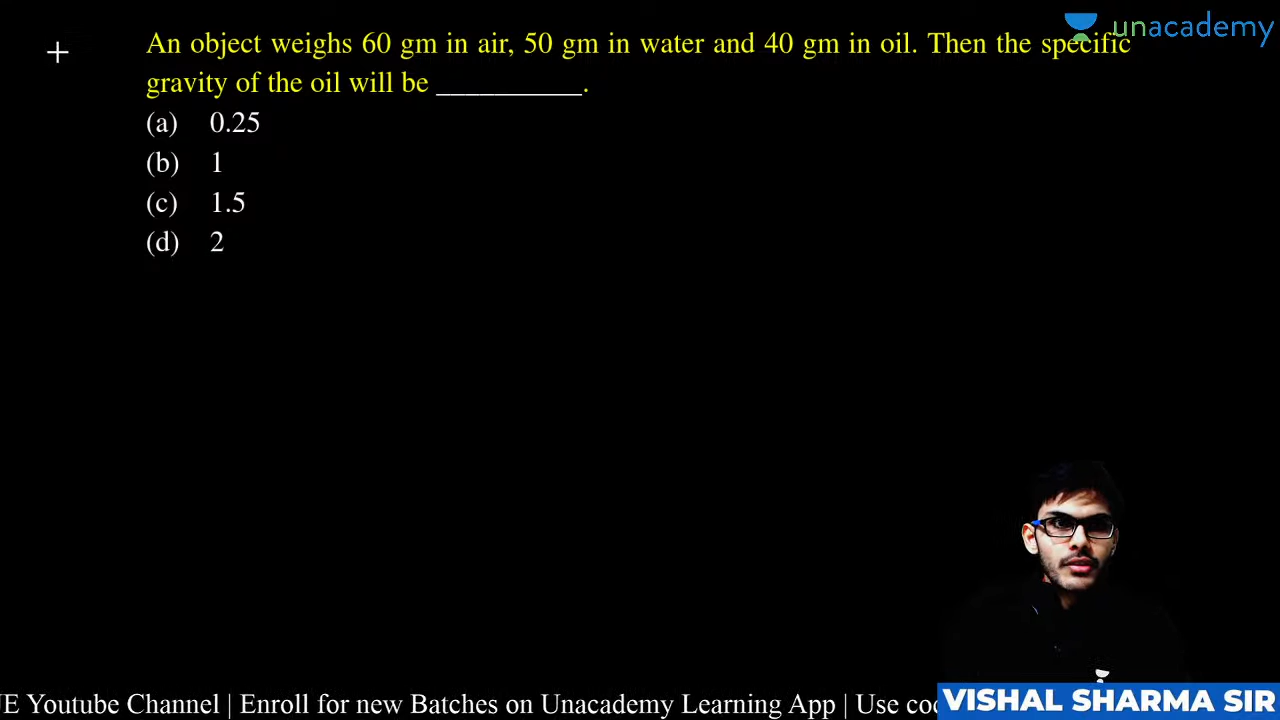 unacademy
An object weighs 60 gm in air, 50 gm in water and 40 gm in oil. Then the specific
gravity of the oil will be __________.
(a) 0.25
(b) 1
(c) 1.5
(d) 2
E Youtube Channel | Enroll for new Batches on Unacademy Learning App | Use
VISHAL SHARMA SIR